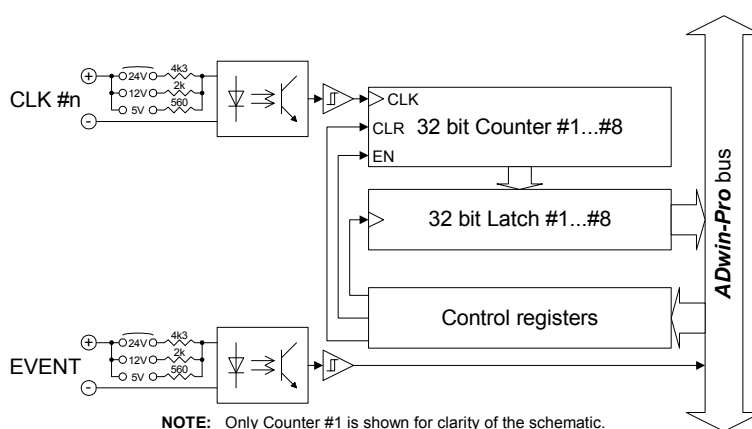 CLK #n
24V
4k3
12V
2k
5V
560
CLK
CLR
EN
32 bit Counter #1...#8
32 bit Latch #1...#8
Control registers
ADwin-Pro bus
EVENT
24V
4k3
12V
2k
5V
560
NOTE: Only Counter #1 is shown for clarity of the schematic.